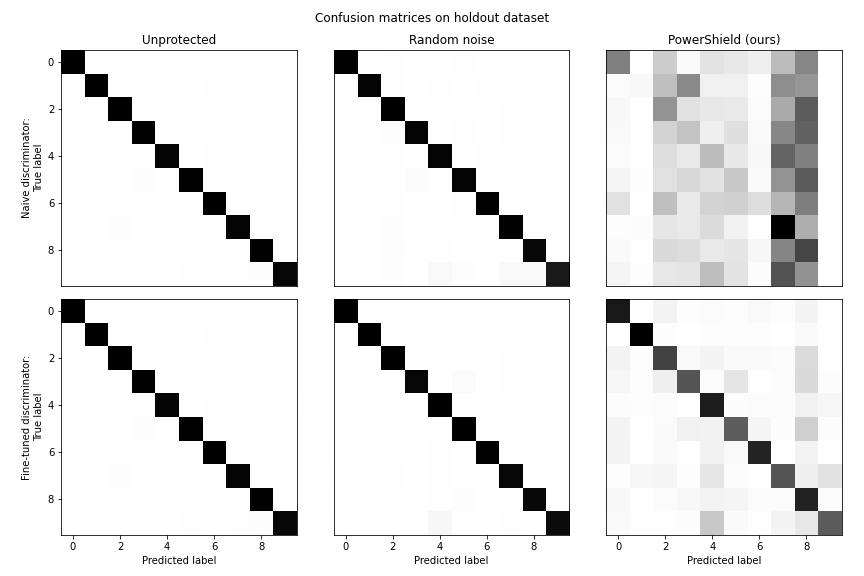 Confusion matrices on holdout dataset
Unprotected
Random noise
PowerShield (ours)
Naive discriminator:
True label
0
2
4
6
8
Fine-tuned discriminator:
True label
0
2
4
6
8
0
2
4
6
8
Predicted label
0
2
4
6
8
Predicted label
0
2
4
6
8
Predicted label